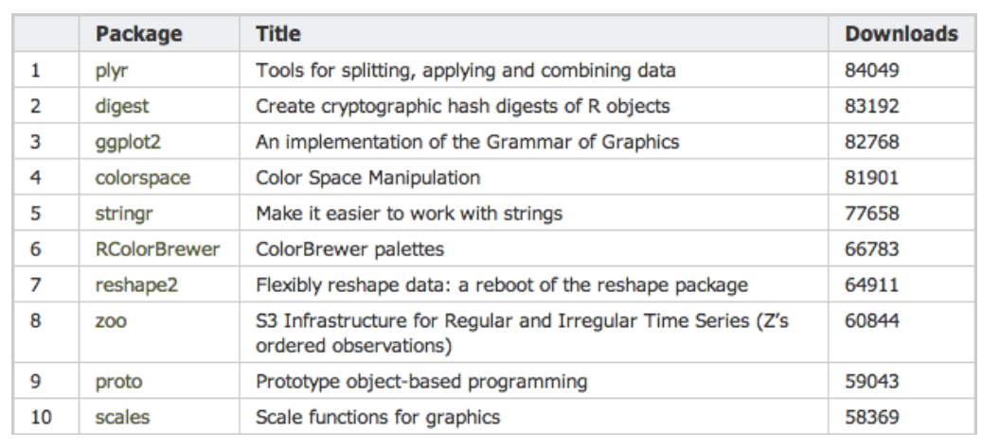 Package Title Downloads
1 plyr Tools for splitting, applying and combining data 84049
2 digest Create cryptographic hash digests of R objects 83192
3 ggplot2 An implementation of the Grammar of Graphics 82768
4 colorspace Color Space Manipulation 81901
5 stringr Make it easier to work with strings 77658
6 RColorBrewer ColorBrewer palettes 66783
7 reshape2 Flexibly reshape data: a reboot of the reshape package 64911
8 zoo S3 Infrastructure for Regular and Irregular Time Series (Z’s 60844
ordered observations)
9 proto Prototype object-based programming 59043
10 scales Scale functions for graphics 58369